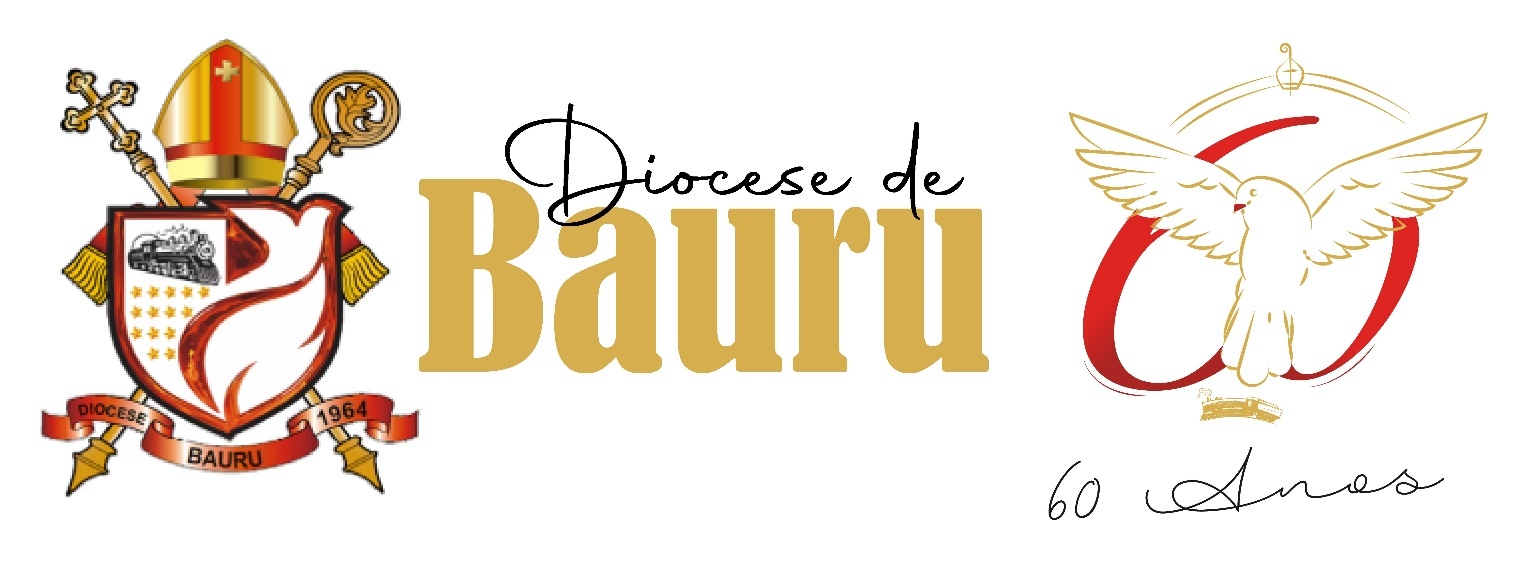 DIOCESE
BAURU
1964
Diocese de
Bauru
60 Anos